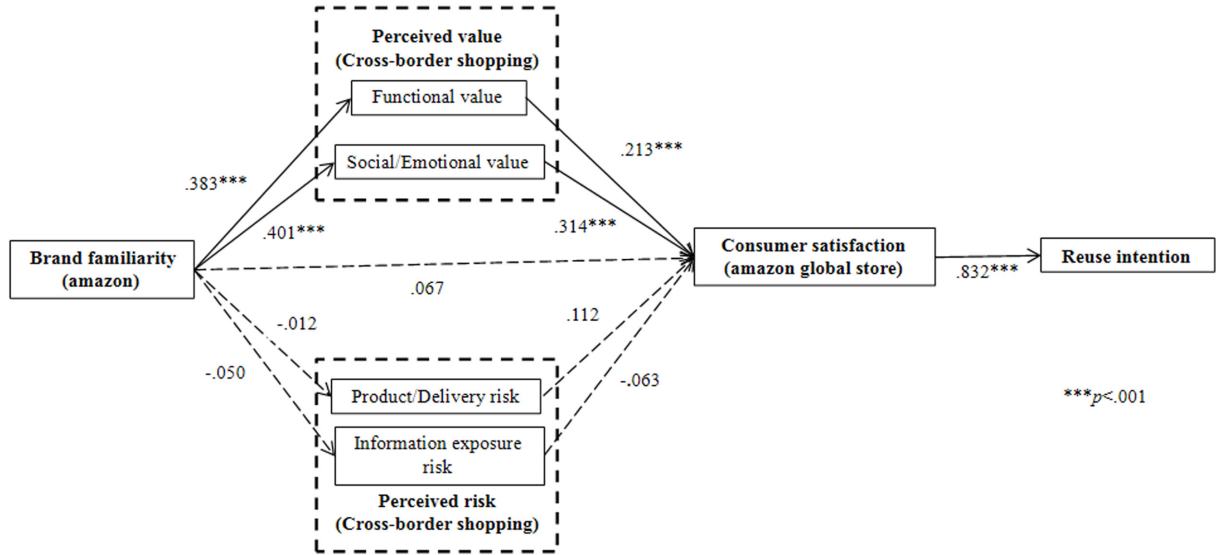 Perceived value
(Cross-border shopping)
Functional value
Social/Emotional value
.383***
.401***
.213***
.314***
Brand familiarity
(amazon)
.067
Consumer satisfaction
(amazon global store)
.832***
Reuse intention
-.012
-.050
.112
-.063
Product/Delivery risk
Information exposure
risk
Perceived risk
(Cross-border shopping)
***p<.001